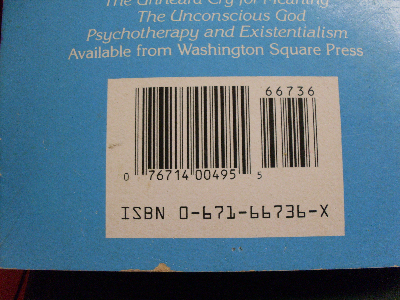 The Unheard Cry for Meaning
The Unconscious God
Psychotherapy and Existentialism
Available from Washington Square Press
66736
0 76714 00495 5
ISBN 0-671-66736-X